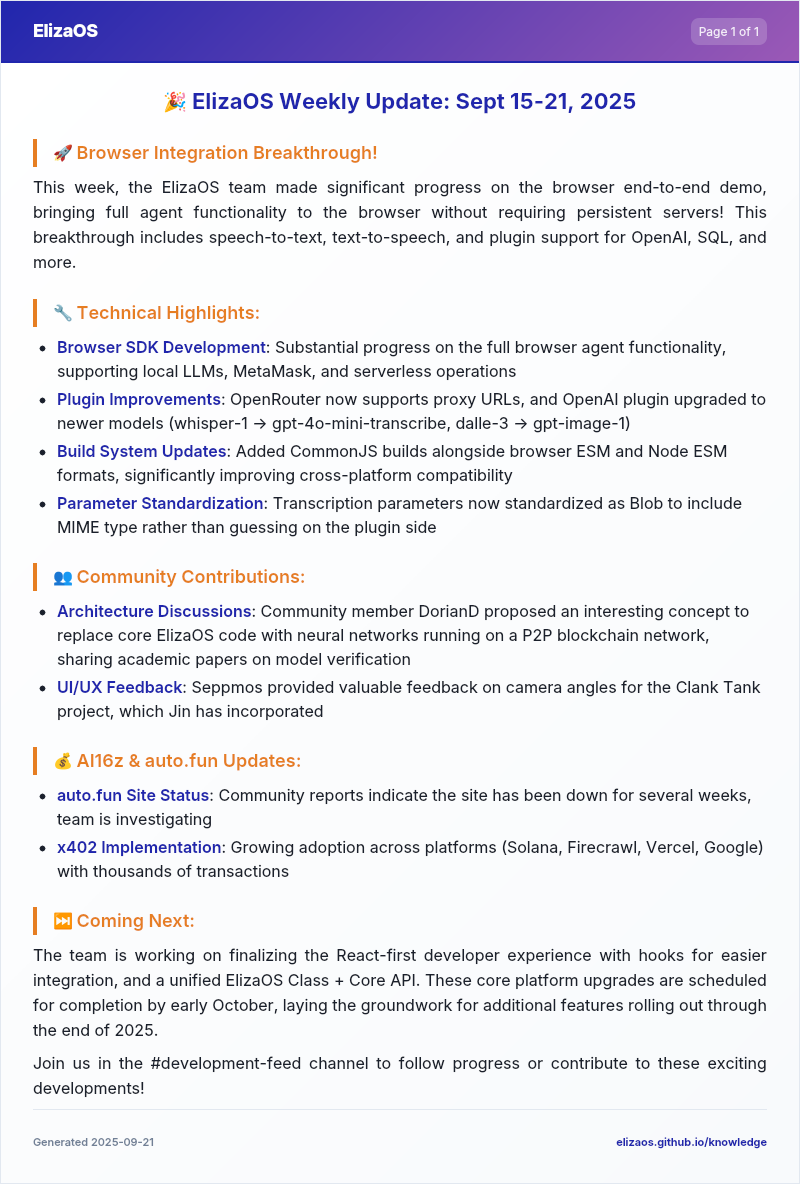 ElizaOS
Page 1 of 1
🎉 ElizaOS Weekly Update: Sept 15-21, 2025
🚀 Browser Integration Breakthrough!
This week, the ElizaOS team made significant progress on the browser end-to-end demo,
bringing full agent functionality to the browser without requiring persistent servers! This
breakthrough includes speech-to-text, text-to-speech, and plugin support for OpenAI, SQL, and
more.
🔧 Technical Highlights:
• Browser SDK Development: Substantial progress on the full browser agent functionality,
supporting local LLMs, MetaMask, and serverless operations
• Plugin Improvements: OpenRouter now supports proxy URLs, and OpenAI plugin upgraded to
newer models (whisper-1 → gpt-4o-mini-transcribe, dalle-3 → gpt-image-1)
• Build System Updates: Added CommonJS builds alongside browser ESM and Node ESM
formats, significantly improving cross-platform compatibility
• Parameter Standardization: Transcription parameters now standardized as Blob to include
MIME type rather than guessing on the plugin side
👥 Community Contributions:
• Architecture Discussions: Community member DorianD proposed an interesting concept to
replace core ElizaOS code with neural networks running on a P2P blockchain network,
sharing academic papers on model verification
• UI/UX Feedback: Seppmos provided valuable feedback on camera angles for the Clank Tank
project, which Jin has incorporated
💰 AI16z & auto.fun Updates:
• auto.fun Site Status: Community reports indicate the site has been down for several weeks,
team is investigating
• x402 Implementation: Growing adoption across platforms (Solana, Firecrawl, Vercel, Google)
with thousands of transactions
⏭️ Coming Next:
The team is working on finalizing the React-first developer experience with hooks for easier
integration, and a unified ElizaOS Class + Core API. These core platform upgrades are scheduled
for completion by early October, laying the groundwork for additional features rolling out through
the end of 2025.
Join us in the #development-feed channel to follow progress or contribute to these exciting
developments!
Generated 2025-09-21
elizaos.github.io/knowledge